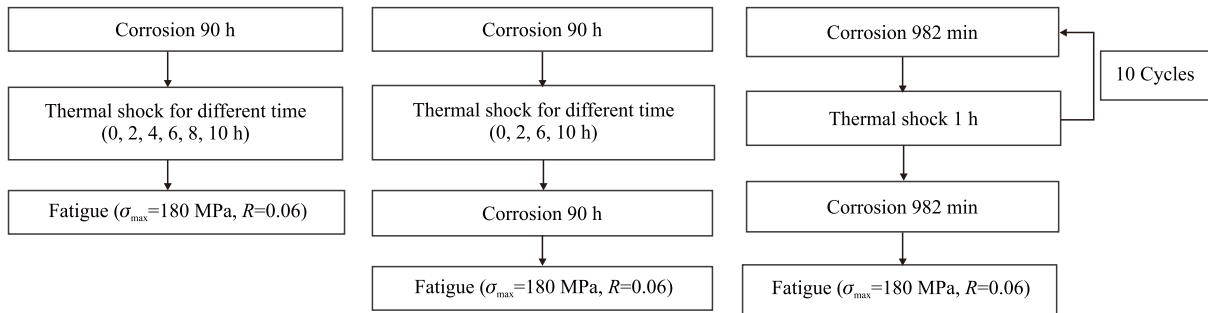 Corrosion 90 h
Thermal shock for different time
(0, 2, 4, 6, 8, 10 h)
Fatigue (σmax=180 MPa, R=0.06)
Corrosion 90 h
Thermal shock for different time
(0, 2, 6, 10 h)
Corrosion 90 h
Fatigue (σmax=180 MPa, R=0.06)
Corrosion 982 min
10 Cycles
Thermal shock 1 h
Corrosion 982 min
Fatigue (σmax=180 MPa, R=0.06)